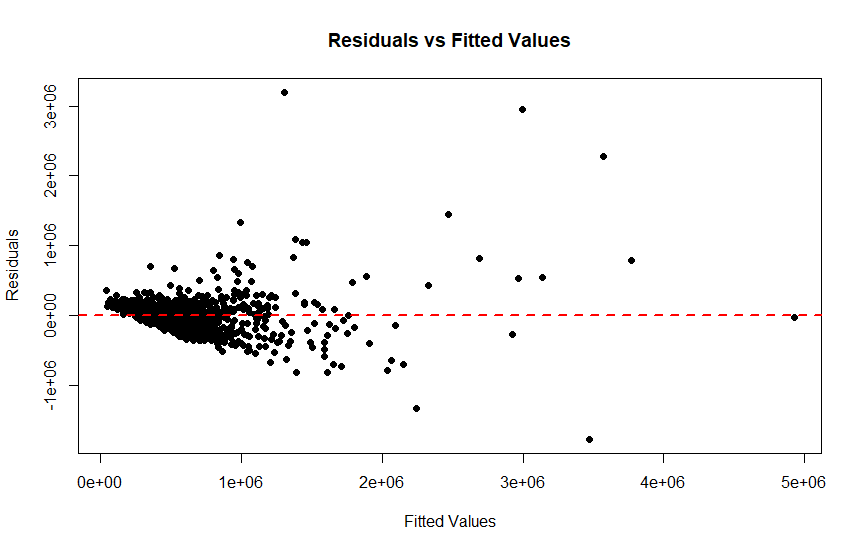 Residuals vs Fitted Values
Residuals
3e+06
2e+06
1e+06
0e+00
-1e+06
0e+00 1e+06 2e+06 3e+06 4e+06 5e+06
Fitted Values